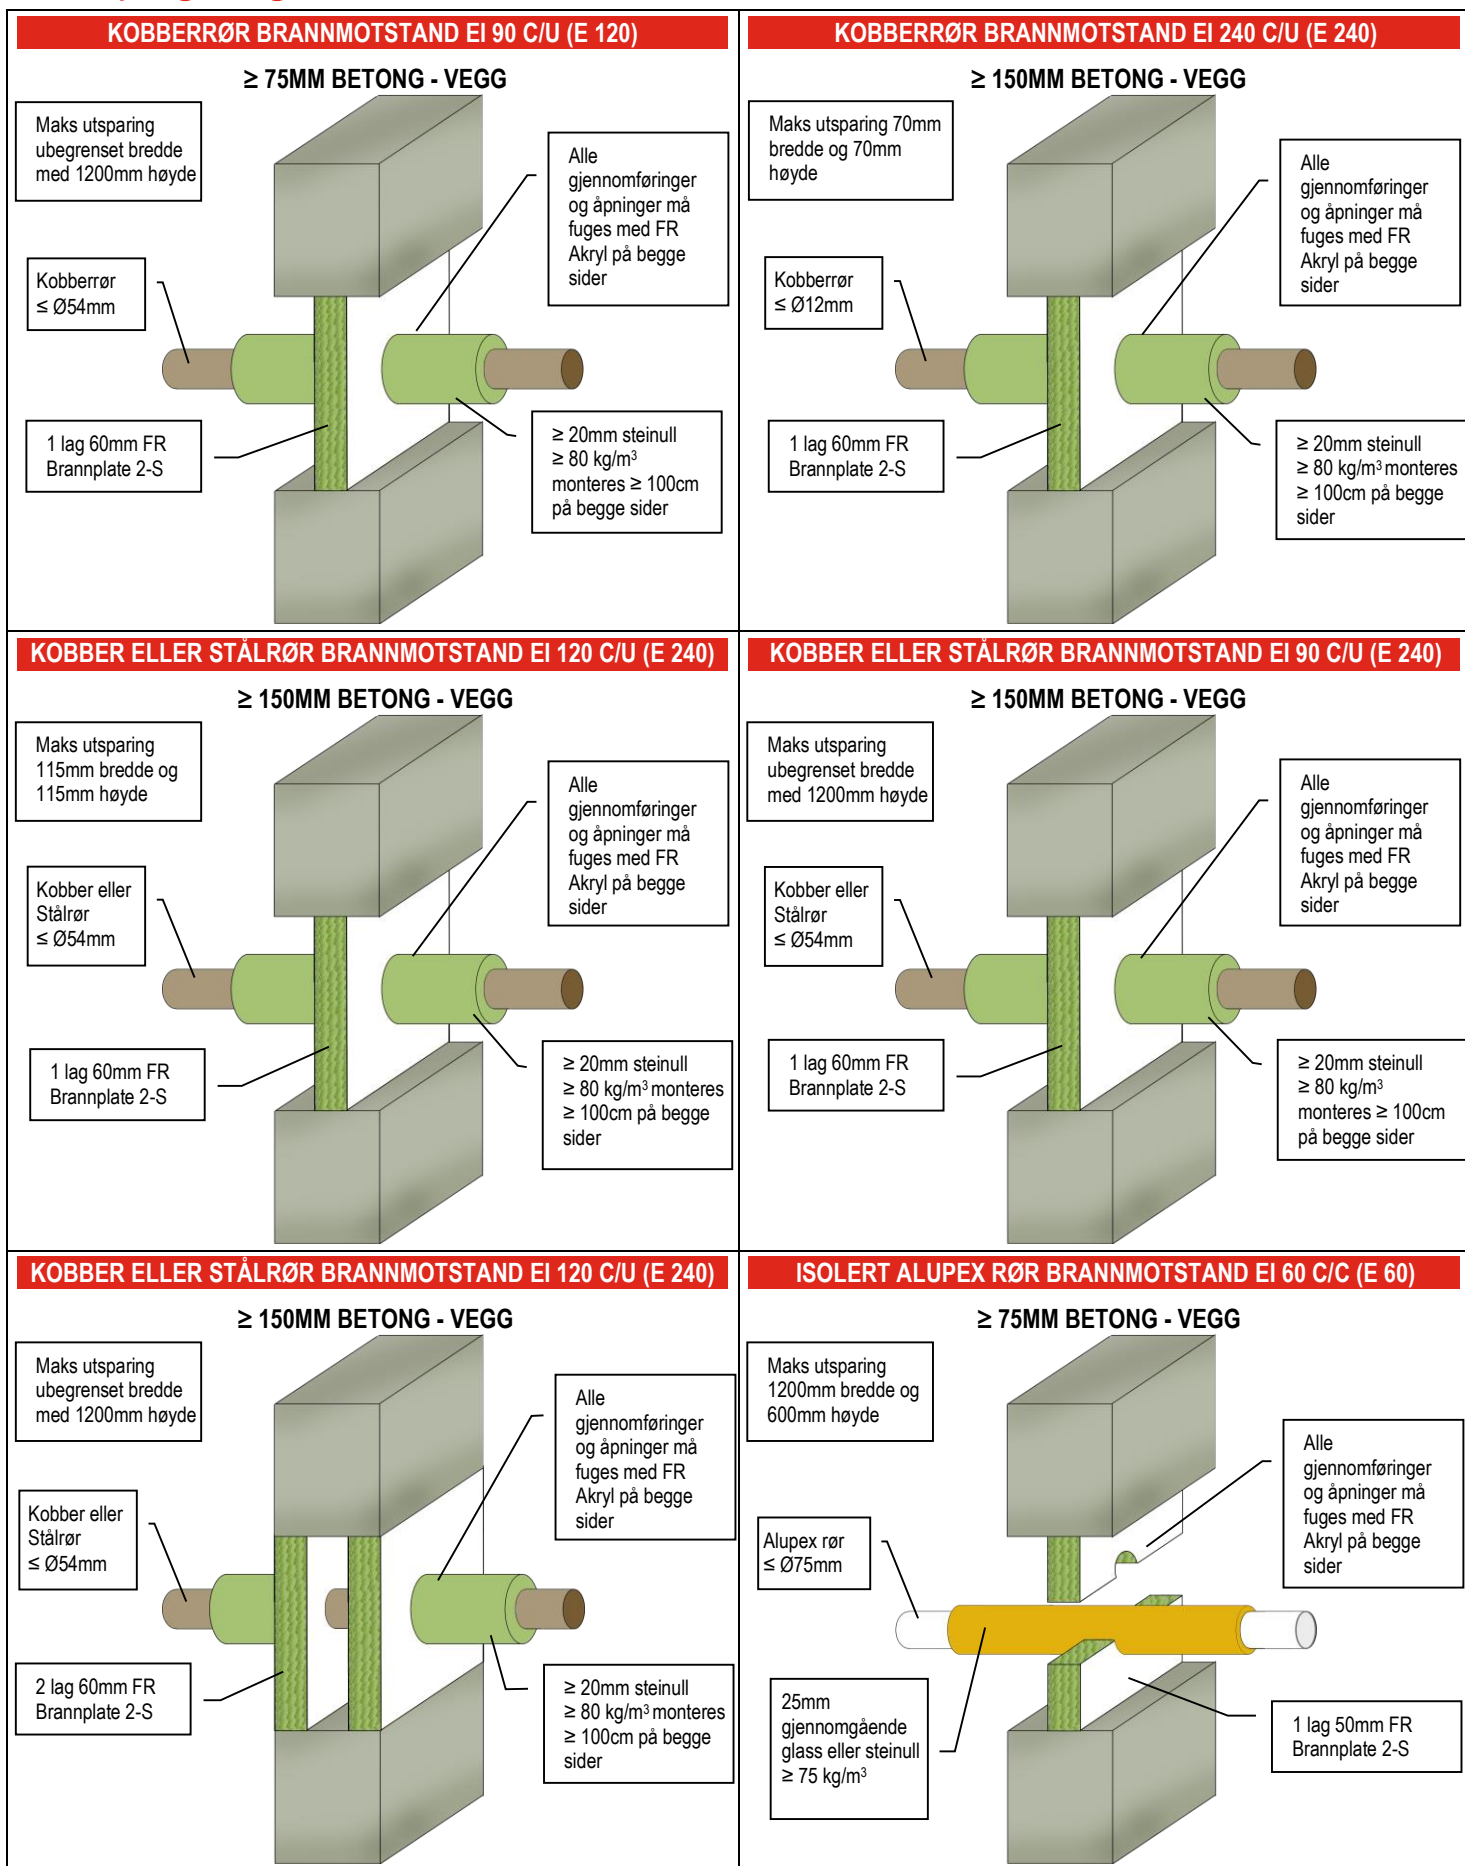 KOBBERRØR BRANNMOTSTAND EI 90 C/U (E 120)
≥ 75MM BETONG - VEGG
Maks utsparing
ubegrenset bredde
med 1200mm høyde
Alle
gjennomføringer
og åpninger må
fuges med FR
Akryl på begge
sider
Kobberrør
≤ Ø54mm
1 lag 60mm FR
Brannplate 2-S
≥ 20mm steinull
≥ 80 kg/m³
monteres ≥ 100cm
på begge sider
KOBBERRØR BRANNMOTSTAND EI 240 C/U (E 240)
≥ 150MM BETONG - VEGG
Maks utsparing 70mm
bredde og 70mm
høyde
Alle
gjennomføringer
og åpninger må
fuges med FR
Akryl på begge
sider
Kobberrør
≤ Ø12mm
1 lag 60mm FR
Brannplate 2-S
≥ 20mm steinull
≥ 80 kg/m³ monteres
≥ 100cm på begge
sider
KOBBER ELLER STÅLRØR BRANNMOTSTAND EI 120 C/U (E 240)
≥ 150MM BETONG - VEGG
Maks utsparing
115mm bredde og
115mm høyde
Alle
gjennomføringer
og åpninger må
fuges med FR
Akryl på begge
sider
Kobber eller
Stålrør
≤ Ø54mm
1 lag 60mm FR
Brannplate 2-S
≥ 20mm steinull
≥ 80 kg/m³ monteres
≥ 100cm på begge
sider
KOBBER ELLER STÅLRØR BRANNMOTSTAND EI 90 C/U (E 240)
≥ 150MM BETONG - VEGG
Maks utsparing
ubegrenset bredde
med 1200mm høyde
Alle
gjennomføringer
og åpninger må
fuges med FR
Akryl på begge
sider
Kobber eller
Stålrør
≤ Ø54mm
1 lag 60mm FR
Brannplate 2-S
≥ 20mm steinull
≥ 80 kg/m³
monteres ≥ 100cm
på begge sider
KOBBER ELLER STÅLRØR BRANNMOTSTAND EI 120 C/U (E 240)
≥ 150MM BETONG - VEGG
Maks utsparing
ubegrenset bredde
med 1200mm høyde
Alle
gjennomføringer
og åpninger må
fuges med FR
Akryl på begge
sider
Kobber eller
Stålrør
≤ Ø54mm
2 lag 60mm FR
Brannplate 2-S
≥ 20mm steinull
≥ 80 kg/m³ monteres
≥ 100cm på begge
sider
ISOLERT ALUPEX RØR BRANNMOTSTAND EI 60 C/C (E 60)
≥ 75MM BETONG - VEGG
Maks utsparing
1200mm bredde og
600mm høyde
Alle
gjennomføringer
og åpninger må
fuges med FR
Akryl på begge
sider
Alupex rør
≤ Ø75mm
25mm
gjennomgående
glass eller steinull
≥ 75 kg/m³
1 lag 50mm FR
Brannplate 2-S